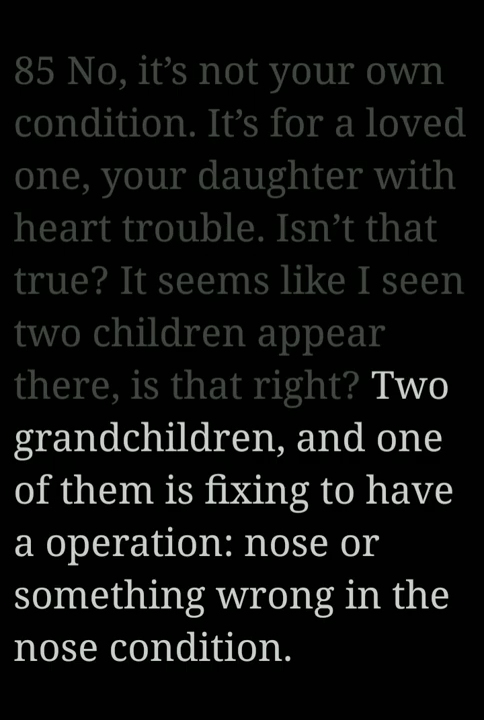 85 No, it’s not your own
condition. It’s for a loved
one, your daughter with
heart trouble. Isn’t that
true? It seems like I seen
two children appear
there, is that right? Two
grandchildren, and one
of them is fixing to have
a operation: nose or
something wrong in the
nose condition.